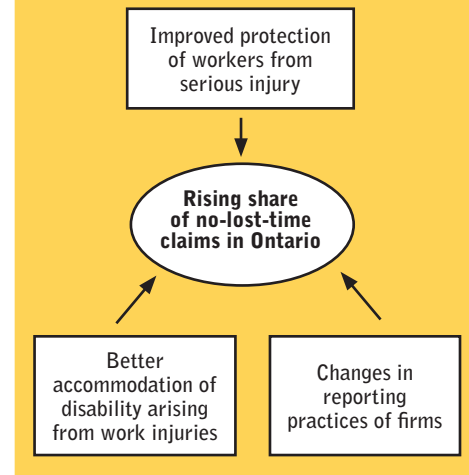 Improved protection
of workers from
serious injury
Rising share
of no-lost-time
claims in Ontario
Better
accommodation of
disability arising
from work injuries
Changes in
reporting
practices of firms